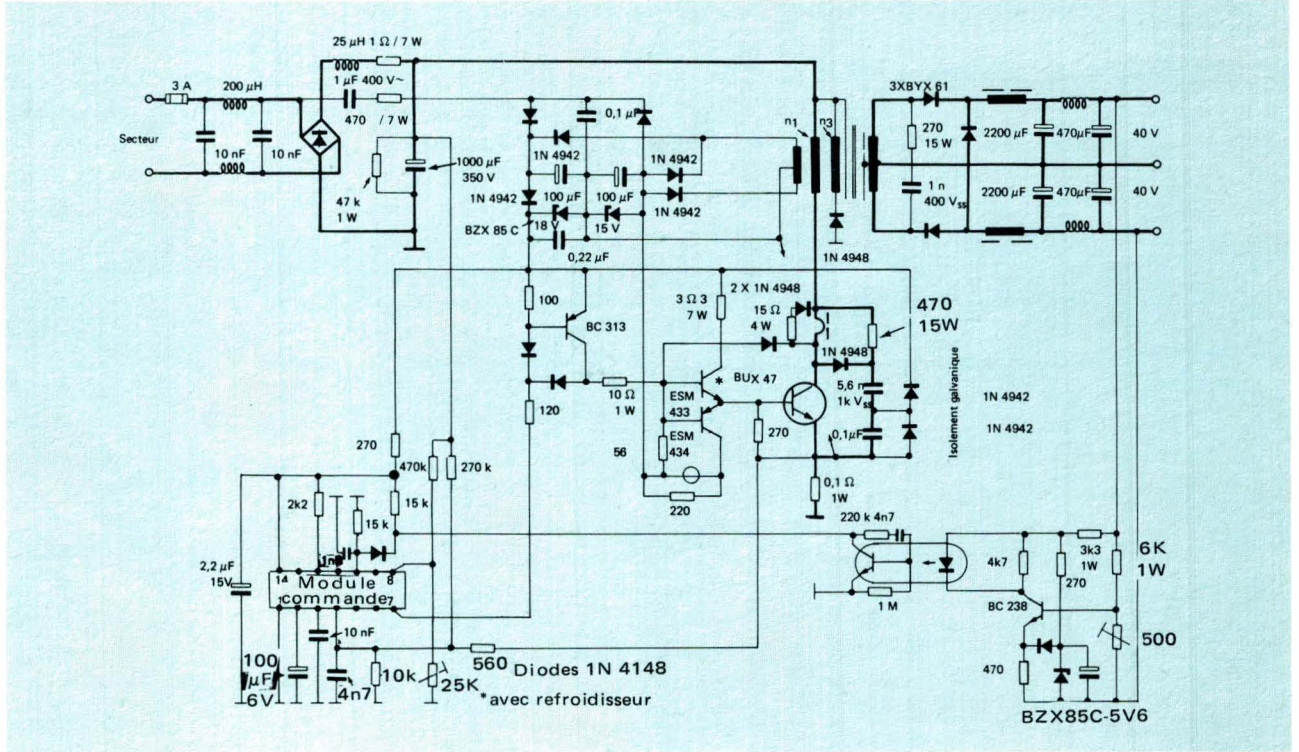 25 µH 1 Ω / 7 W
3 A
200 µH
1 µF 400 V~
470 / 7 W
Secteur
10 nF
10 nF
47 k
1 W
1000 µF
350 V
0,1 µF
1N 4942
1N 4942
1N 4942
1N 4942
100 µF
100 µF
BZX 85 C
18 V
15 V
0,22 µF
n1
n3
3XBYX 61
270
15 W
1 n
400 Vss
2200 µF
470µF
40 V
2200 µF
470µF
40 V
1N 4948
100
BC 313
3 Ω 3
7 W
2 X 1N 4948
15 Ω
4 W
470
15W
1N 4948
BUX 47
*
10 Ω
1 W
ESM
433
ESM
434
5,6 n
1k Vss
0,1µF
Isolement galvanique
1N 4942
1N 4942
120
270
56
270
470k
270 k
220
0,1 Ω
1W
2k2
15 k
15 k
1nF
2,2 µF
15V
14
8
Module
commande
1
7
10 nF
100
µF
6V
4n7
10k
25K
560
Diodes 1N 4148
*avec refroidisseur
220 k 4n7
1 M
4k7
3k3
1W
270
6K
1W
BC 238
500
470
BZX85C-5V6